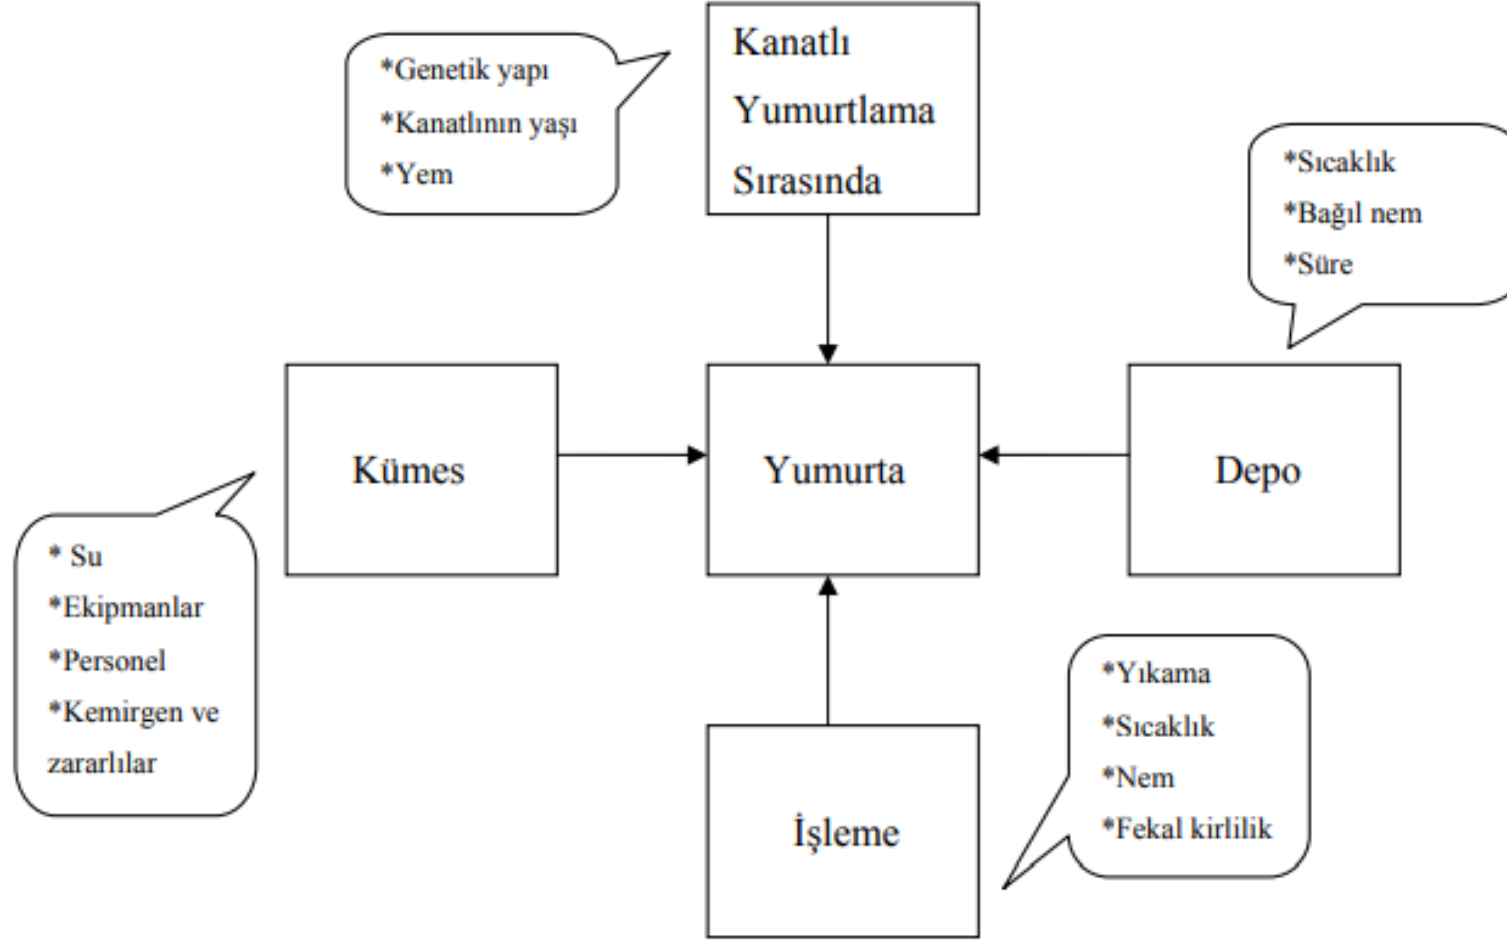 *Genetik yapı
*Kanatlının yaşı
*Yem
Kanatlı
Yumurtlama
Sırasında
*Sıcaklık
*Bağıl nem
*Süre
Kümes
Yumurta
Depo
* Su
*Ekipmanlar
*Personel
*Kemirgen ve
zararlılar
İşleme
*Yıkama
*Sıcaklık
*Nem
*Fekal kirlilik